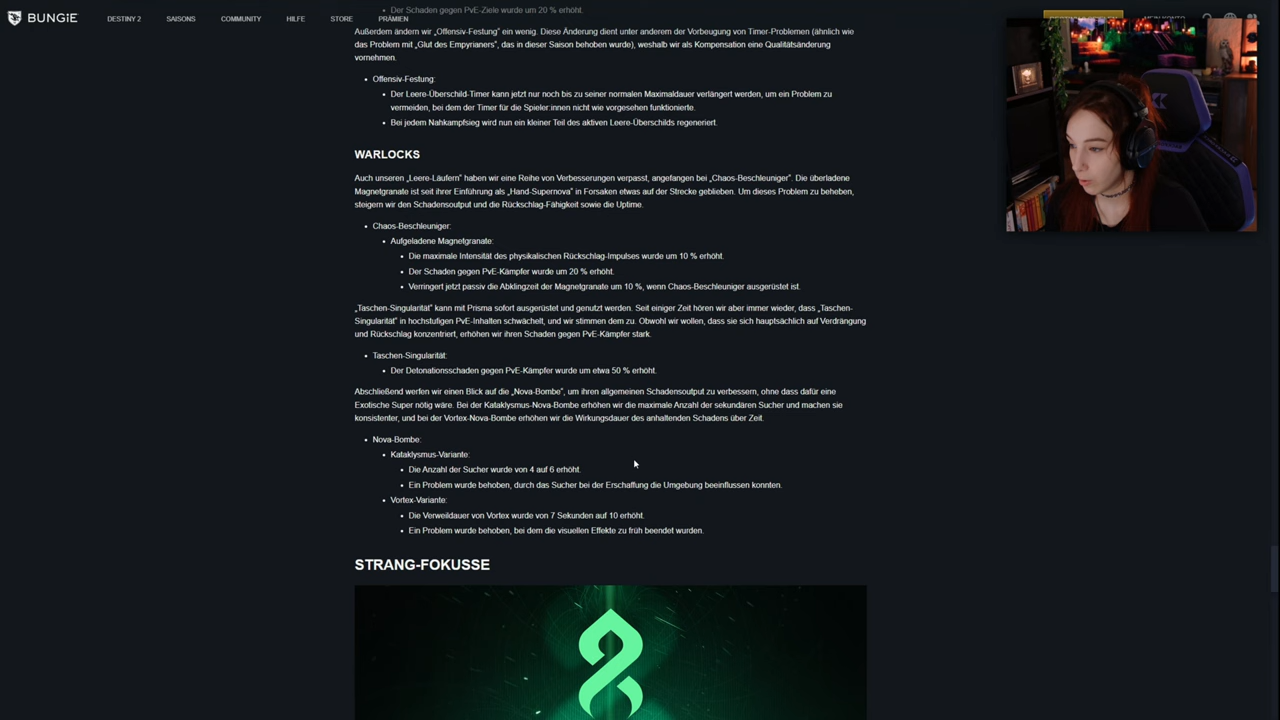 BUNGIE
DESTINY 2
SAISONS
COMMUNITY
HILFE
STORE
PRÄMIEN
Der Schaden gegen PvE-Ziele wurde um 20 % erhöht.
Außerdem ändern wir „Offensiv-Festung" ein wenig. Diese Änderung dient unter anderem der Vorbeugung von Timer-Problemen (ähnlich wie
das Problem mit „Glut des Empyrianers", das in dieser Saison behoben wurde), weshalb wir als Kompensation eine Qualitätsänderung
vornehmen.
Offensiv-Festung:
Der Leere-Überschild-Timer kann jetzt nur noch bis zu seiner normalen Maximaldauer verlängert werden, um ein Problem zu
vermeiden, bei dem der Timer für die Spieler:innen nicht wie vorgesehen funktionierte.
Bei jedem Nahkampfsieg wird nun ein kleiner Teil des aktiven Leere-Überschilds regeneriert.
WARLOCKS
Auch unseren „Leere-Läufern" haben wir eine Reihe von Verbesserungen verpasst, angefangen bei „Chaos-Beschleuniger". Die überladene
Magnetgranate ist seit ihrer Einführung als „Hand-Supernova" in Forsaken etwas auf der Strecke geblieben. Um dieses Problem zu beheben,
steigern wir den Schadensoutput und die Rückschlag-Fähigkeit sowie die Uptime.
Chaos-Beschleuniger:
Aufgeladene Magnetgranate:
Die maximale Intensität des physikalischen Rückschlag-Impulses wurde um 10 % erhöht.
Der Schaden gegen PvE-Kämpfer wurde um 20 % erhöht.
Verringert jetzt passiv die Abklingzeit der Magnetgranate um 10 %, wenn Chaos-Beschleuniger ausgerüstet ist.
„Taschen-Singularität" kann mit Prisma sofort ausgerüstet und genutzt werden. Seit einiger Zeit hören wir aber immer wieder, dass „Taschen-
Singularität" in hochstufigen PvE-Inhalten schwächelt, und wir stimmen dem zu. Obwohl wir wollen, dass sie sich hauptsächlich auf Verdrängung
und Rückschlag konzentriert, erhöhen wir ihren Schaden gegen PvE-Kämpfer stark.
Taschen-Singularität:
Der Detonationsschaden gegen PvE-Kämpfer wurde um etwa 50 % erhöht.
Abschließend werfen wir einen Blick auf die „Nova-Bombe", um ihren allgemeinen Schadensoutput zu verbessern, ohne dass dafür eine
Exotische Super nötig wäre. Bei der Kataklysmus-Nova-Bombe erhöhen wir die maximale Anzahl der sekundären Sucher und machen sie
konsistenter, und bei der Vortex-Nova-Bombe erhöhen wir die Wirkungsdauer des anhaltenden Schadens über Zeit.
Nova-Bombe:
Kataklysmus-Variante:
Die Anzahl der Sucher wurde von 4 auf 6 erhöht.
Ein Problem wurde behoben, durch das Sucher bei der Erschaffung die Umgebung beeinflussen konnten.
Vortex-Variante:
Die Verweildauer von Vortex wurde von 7 Sekunden auf 10 erhöht.
Ein Problem wurde behoben, bei dem die visuellen Effekte zu früh beendet wurden.
STRANG-FOKUSSE